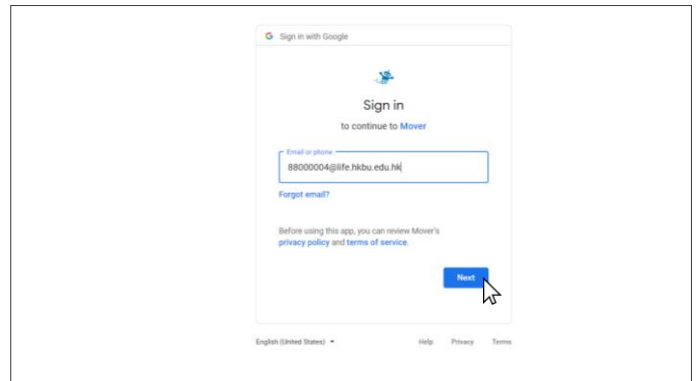 Sign in with Google
Sign in
to continue to Mover
Email or phone
88000004@life.hkbu.edu.hk
Forgot email?
Before using this app, you can review Mover's
privacy policy and terms of service.
Next
English (United States) Help Privacy Terms